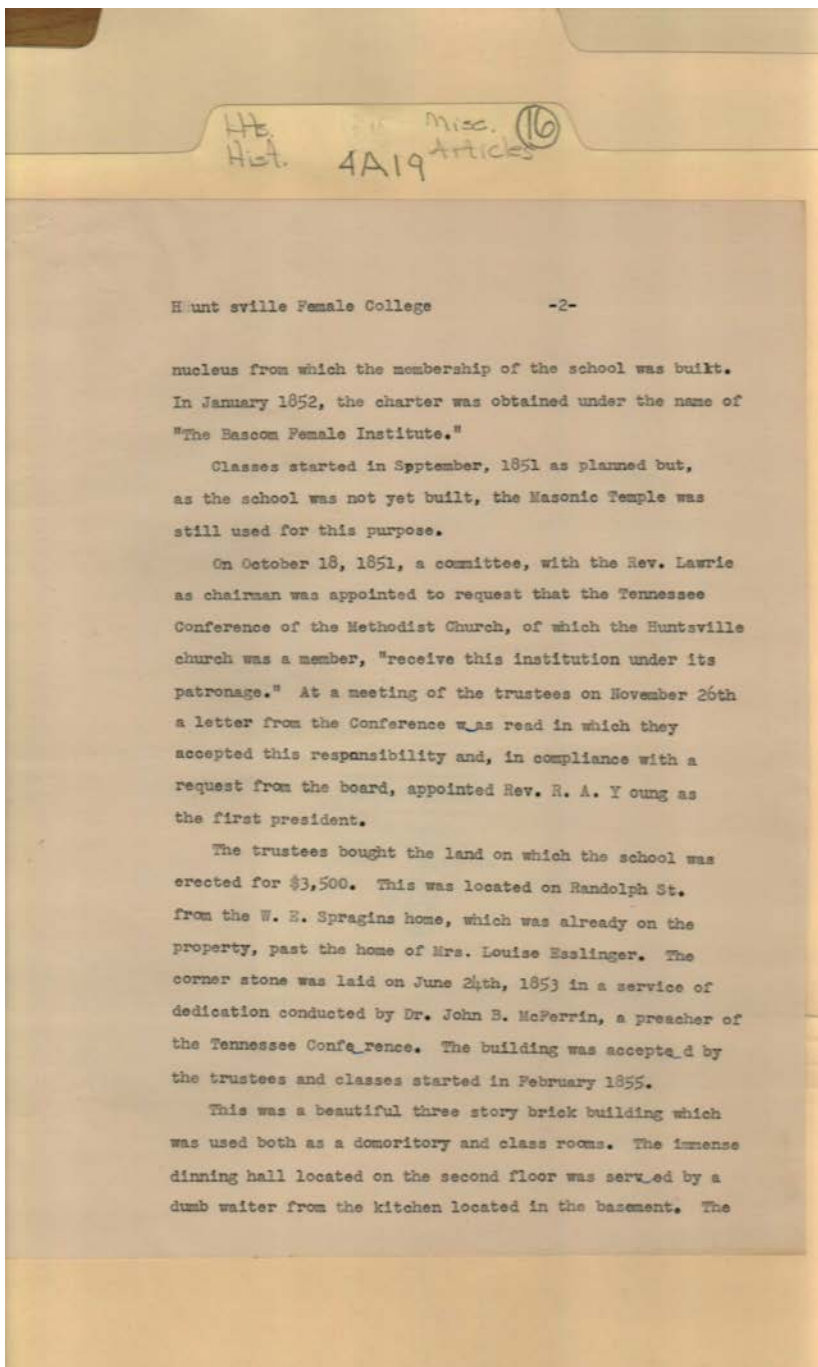 Hts. Misc. 16
Hist. 4A19 Articles
Huntsville Female College -2-
nucleus from which the membership of the school was built.
In January 1852, the charter was obtained under the name of
"The Bascom Female Institute."
Classes started in Spptember, 1851 as planned but,
as the school was not yet built, the Masonic Temple was
still used for this purpose.
On October 18, 1851, a committee, with the Rev. Lawrie
as chairman was appointed to request that the Tennessee
Conference of the Methodist Church, of which the Huntsville
church was a member, "receive this institution under its
patronage." At a meeting of the trustees on November 26th
a letter from the Conference w as read in which they
accepted this responsibility and, in compliance with a
request from the board, appointed Rev. R. A. Y oung as
the first president.
The trustees bought the land on which the school was
erected for $3,500. This was located on Randolph St.
from the W. E. Spragins home, which was already on the
property, past the home of Mrs. Louise Esslinger. The
corner stone was laid on June 24th, 1853 in a service of
dedication conducted by Dr. John B. McFerrin, a preacher of
the Tennessee Confe rence. The building was accepte d by
the trustees and classes started in February 1855.
This was a beautiful three story brick building which
was used both as a domoritory and class rooms. The immense
dinning hall located on the second floor was serv ed by a
dumb waiter from the kitchen located in the basement. The